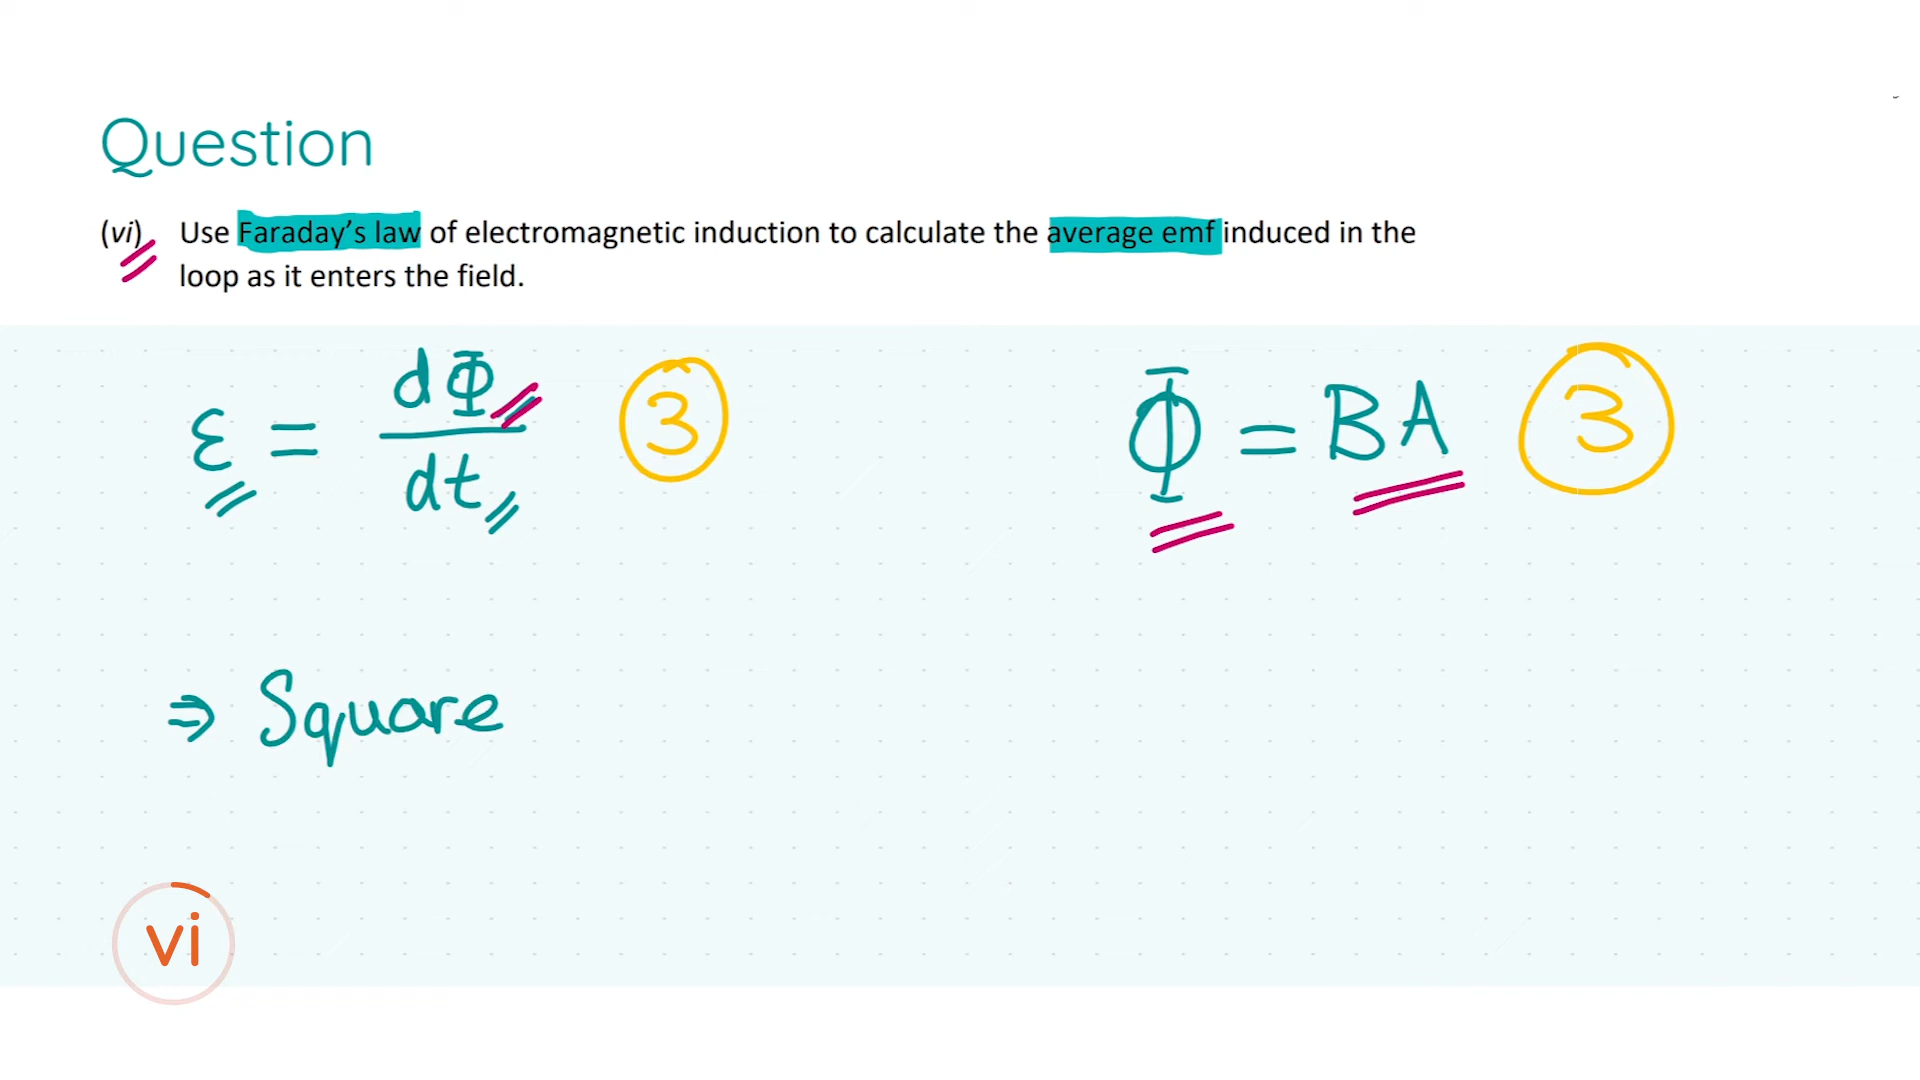 Question
(vi) Use Faraday's law of electromagnetic induction to calculate the average emf induced in the
loop as it enters the field.
ε = dΦ/dt 3 Φ = BA 3
⇒ Square
vi